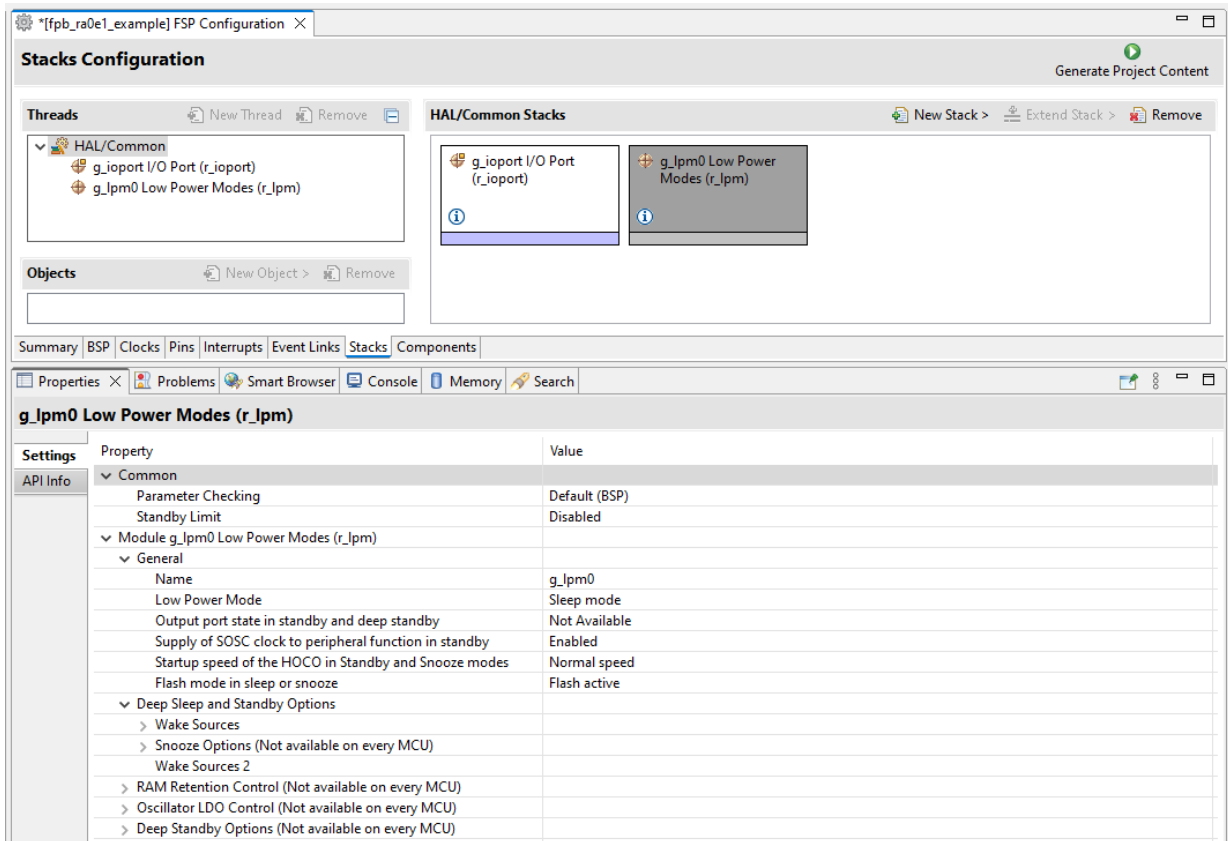 *[fpb_ra0e1_example] FSP Configuration
Stacks Configuration
Generate Project Content
Threads
New Thread
Remove
HAL/Common Stacks
New Stack >
Extend Stack >
Remove
HAL/Common
g_ioport I/O Port (r_ioport)
g_lpm0 Low Power Modes (r_lpm)
g_ioport I/O Port
(r_ioport)
g_lpm0 Low Power
Modes (r_lpm)
Objects
New Object >
Remove
Summary BSP Clocks Pins Interrupts Event Links Stacks Components
Properties Problems Smart Browser Console Memory Search
g_lpm0 Low Power Modes (r_lpm)
Settings
API Info
Property Value
Common
Parameter Checking Default (BSP)
Standby Limit Disabled
Module g_lpm0 Low Power Modes (r_lpm)
General
Name g_lpm0
Low Power Mode Sleep mode
Output port state in standby and deep standby Not Available
Supply of SOSC clock to peripheral function in standby Enabled
Startup speed of the HOCO in Standby and Snooze modes Normal speed
Flash mode in sleep or snooze Flash active
Deep Sleep and Standby Options
Wake Sources
Snooze Options (Not available on every MCU)
Wake Sources 2
RAM Retention Control (Not available on every MCU)
Oscillator LDO Control (Not available on every MCU)
Deep Standby Options (Not available on every MCU)